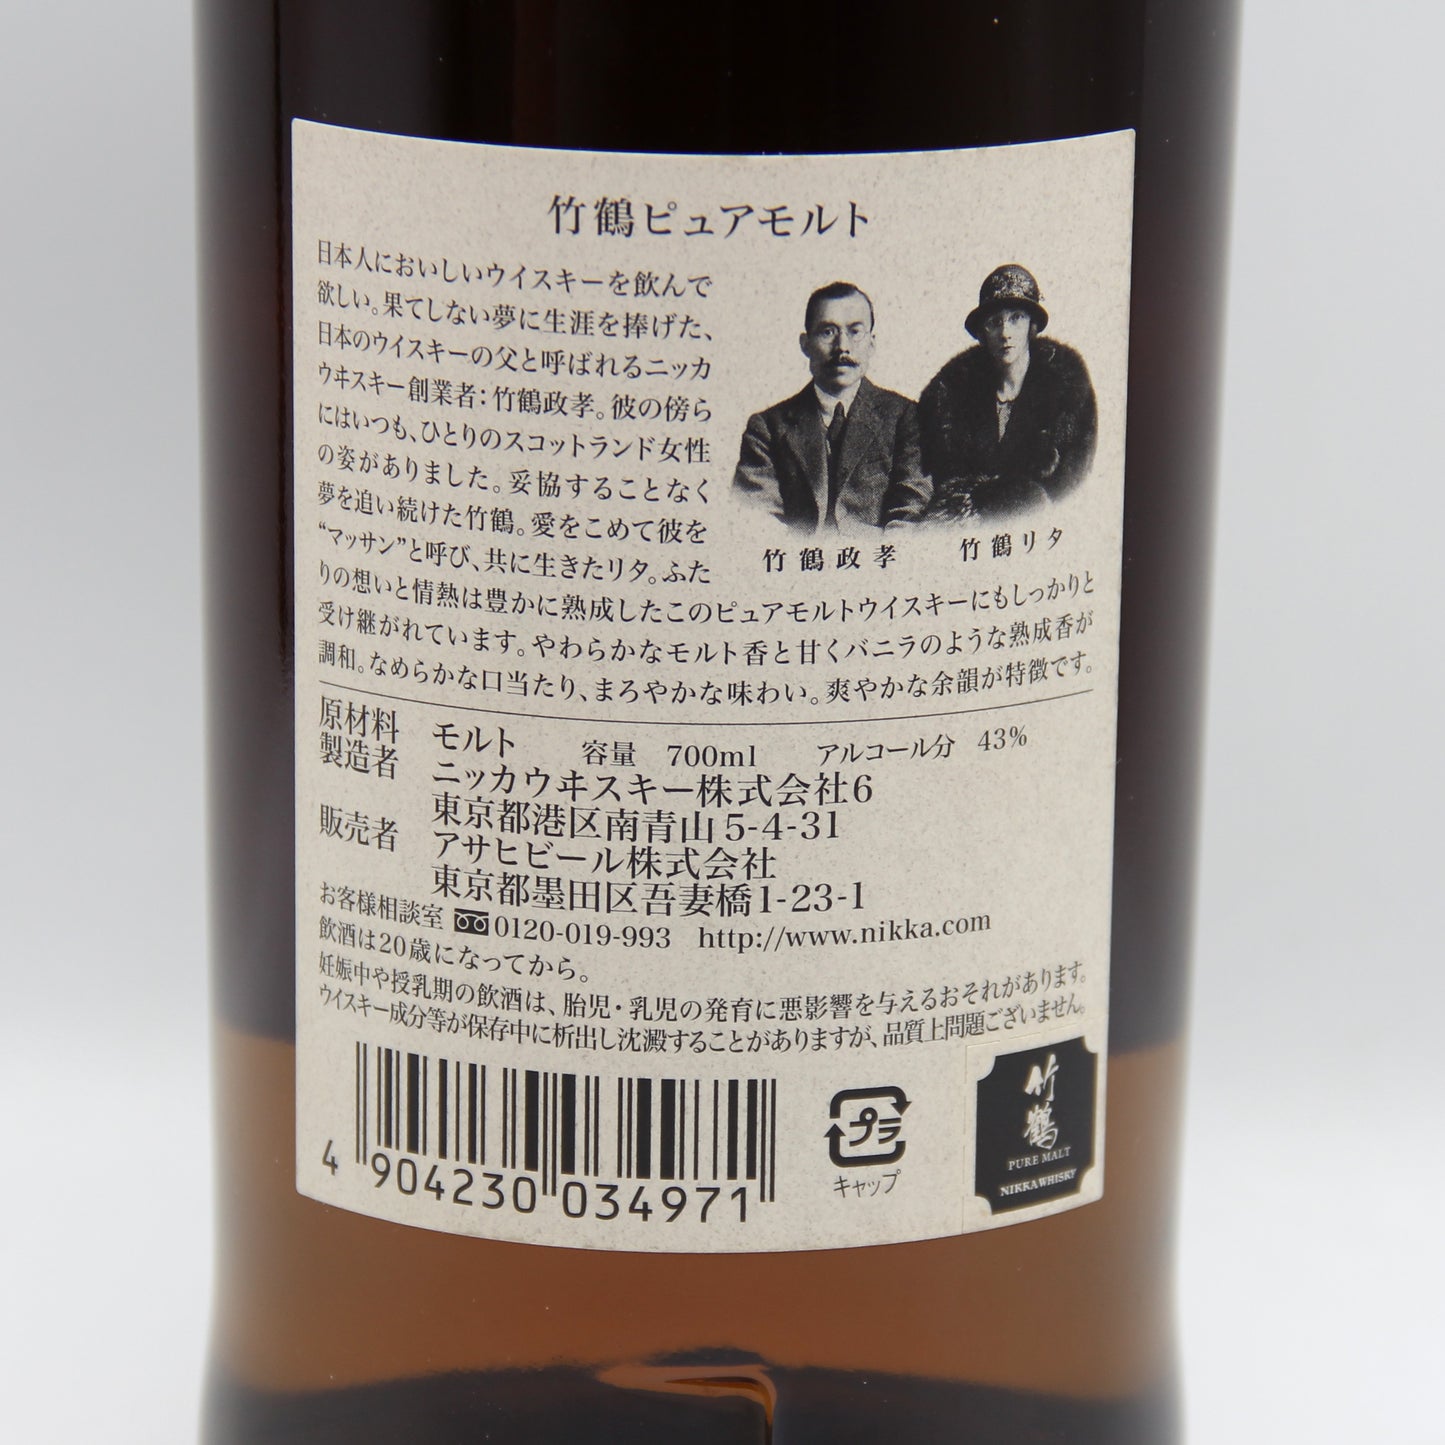 竹鶴ピュアモルト
日本人においしいウイスキーを飲んで
欲しい。果てしない夢に生涯を捧げた、
日本のウイスキーの父と呼ばれるニッカ
ウヰスキー創業者：竹鶴政孝。彼の傍ら
にはいつも、ひとりのスコットランド女性
の姿がありました。妥協することなく
夢を追い続けた竹鶴。愛をこめて彼を
“マッサン”と呼び、共に生きたリタ。ふた
りの想いと情熱は豊かに熟成したこのピュアモルトウイスキーにもしっかりと
受け継がれています。やわらかなモルト香と甘くバニラのような熟成香が
調和。なめらかな口当たり、まろやかな味わい。爽やかな余韻が特徴です。
竹鶴政孝 竹鶴リタ
原材料 モルト 容量 700ml アルコール分 43%
製造者 ニッカウヰスキー株式会社6
東京都港区南青山5-4-31
販売者 アサヒビール株式会社
東京都墨田区吾妻橋1-23-1
お客様相談室 0120-019-993 http://www.nikka.com
飲酒は20歳になってから。
妊娠中や授乳期の飲酒は、胎児・乳児の発育に悪影響を与えるおそれがあります。
ウイスキー成分等が保存中に析出し沈澱することがありますが、品質上問題ございません。
4 904230 034971
プラ
キャップ
竹鶴
PURE MALT
NIKKA WHISKY